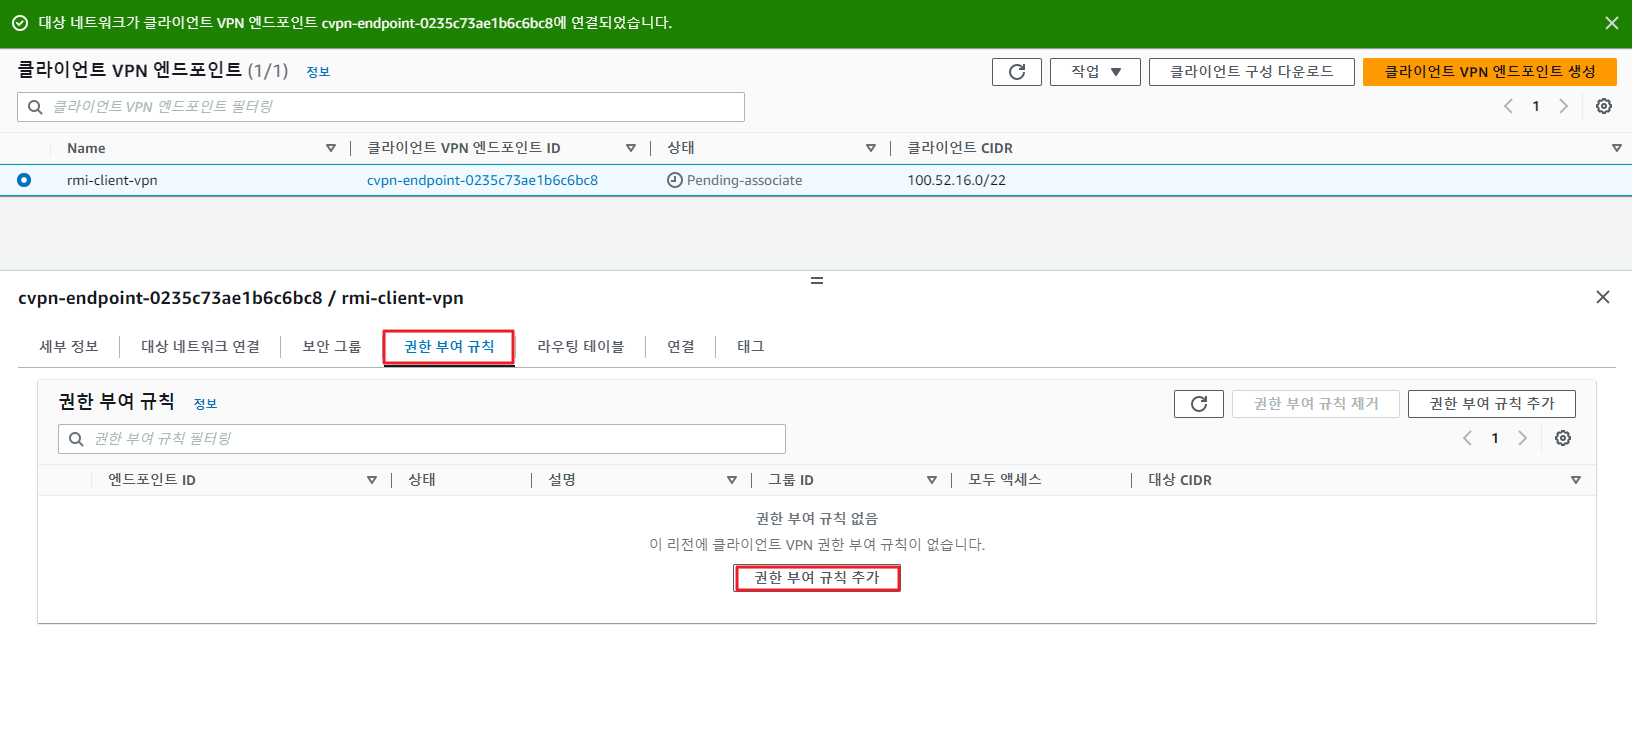 대상 네트워크가 클라이언트 VPN 엔드포인트 cvpn-endpoint-0235c73ae1b6c6bc8에 연결되었습니다.
클라이언트 VPN 엔드포인트 (1/1) 정보
작업
클라이언트 구성 다운로드
클라이언트 VPN 엔드포인트 생성
클라이언트 VPN 엔드포인트 필터링
1
Name 클라이언트 VPN 엔드포인트 ID 상태 클라이언트 CIDR
rmi-client-vpn cvpn-endpoint-0235c73ae1b6c6bc8 Pending-associate 100.52.16.0/22
cvpn-endpoint-0235c73ae1b6c6bc8 / rmi-client-vpn
세부 정보 대상 네트워크 연결 보안 그룹 권한 부여 규칙 라우팅 테이블 연결 태그
권한 부여 규칙 정보
권한 부여 규칙 제거
권한 부여 규칙 추가
권한 부여 규칙 필터링
1
엔드포인트 ID 상태 설명 그룹 ID 모두 액세스 대상 CIDR
권한 부여 규칙 없음
이 리전에 클라이언트 VPN 권한 부여 규칙이 없습니다.
권한 부여 규칙 추가